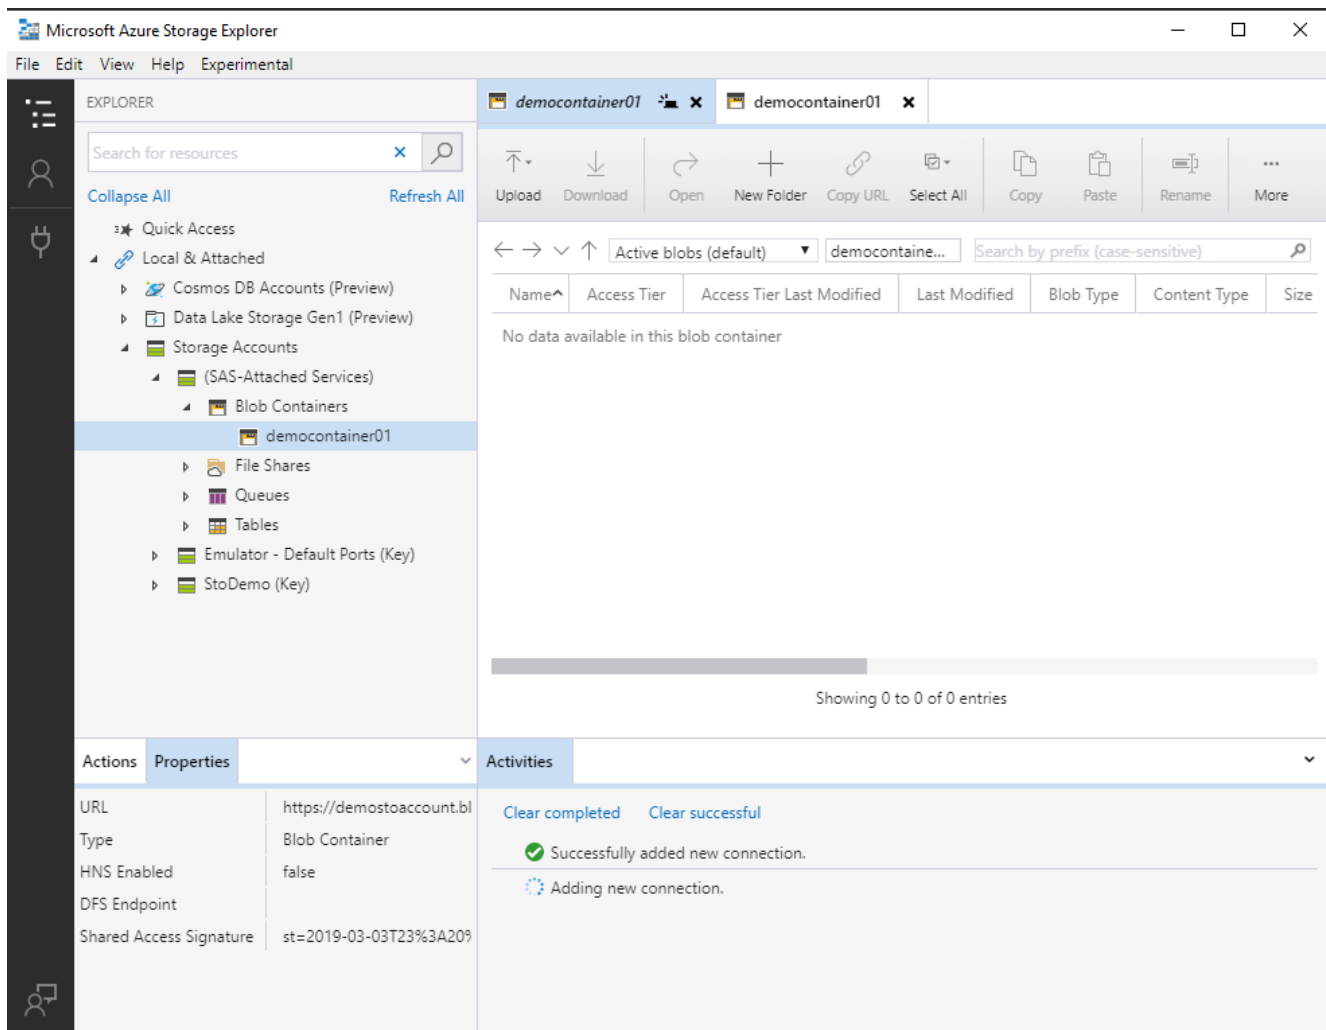 Microsoft Azure Storage Explorer
File Edit View Help Experimental
EXPLORER
Search for resources
Collapse All Refresh All
Quick Access
Local & Attached
Cosmos DB Accounts (Preview)
Data Lake Storage Gen1 (Preview)
Storage Accounts
(SAS-Attached Services)
Blob Containers
democontainer01
File Shares
Queues
Tables
Emulator - Default Ports (Key)
StoDemo (Key)
democontainer01 democontainer01
Upload Download Open New Folder Copy URL Select All Copy Paste Rename More
Active blobs (default) democontaine... Search by prefix (case-sensitive)
Name Access Tier Access Tier Last Modified Last Modified Blob Type Content Type Size
No data available in this blob container
Showing 0 to 0 of 0 entries
Actions Properties
URL https://demostoaccount.bl
Type Blob Container
HNS Enabled false
DFS Endpoint
Shared Access Signature st=2019-03-03T23%3A209
Activities
Clear completed Clear successful
Successfully added new connection.
Adding new connection.